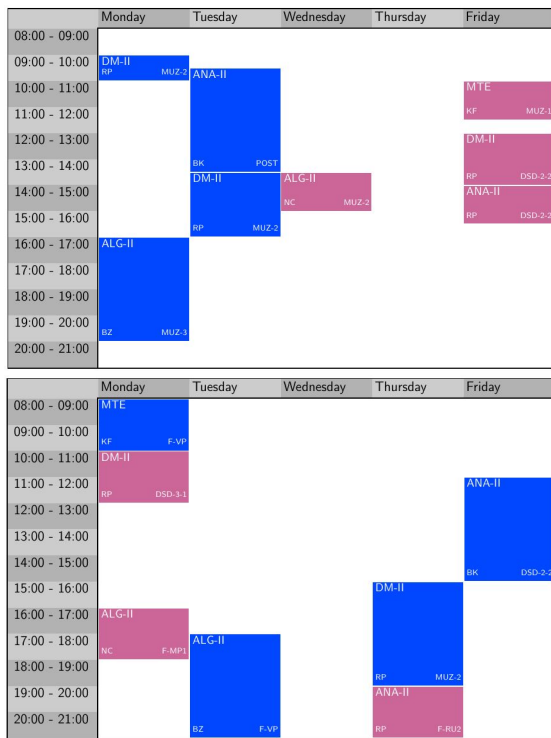 Monday Tuesday Wednesday Thursday Friday
08:00 - 09:00
09:00 - 10:00 DM-II
RP MUZ-2 ANA-II
10:00 - 11:00 MTE
11:00 - 12:00 KF MUZ-1
12:00 - 13:00 DM-II
13:00 - 14:00 BK POST
DM-II ALG-II RP DSD-2-2
14:00 - 15:00 NC MUZ-2 ANA-II
15:00 - 16:00 RP MUZ-2 RP DSD-2-2
16:00 - 17:00 ALG-II
17:00 - 18:00
18:00 - 19:00
19:00 - 20:00 BZ MUZ-3
20:00 - 21:00
Monday Tuesday Wednesday Thursday Friday
08:00 - 09:00 MTE
09:00 - 10:00 KF F-VP
10:00 - 11:00 DM-II
11:00 - 12:00 RP DSD-3-1 ANA-II
12:00 - 13:00
13:00 - 14:00
14:00 - 15:00 BK DSD-2-2
15:00 - 16:00 DM-II
16:00 - 17:00 ALG-II
17:00 - 18:00 NC F-MP1 ALG-II
18:00 - 19:00 RP MUZ-2
19:00 - 20:00 ANA-II
20:00 - 21:00 BZ F-VP RP F-RU2